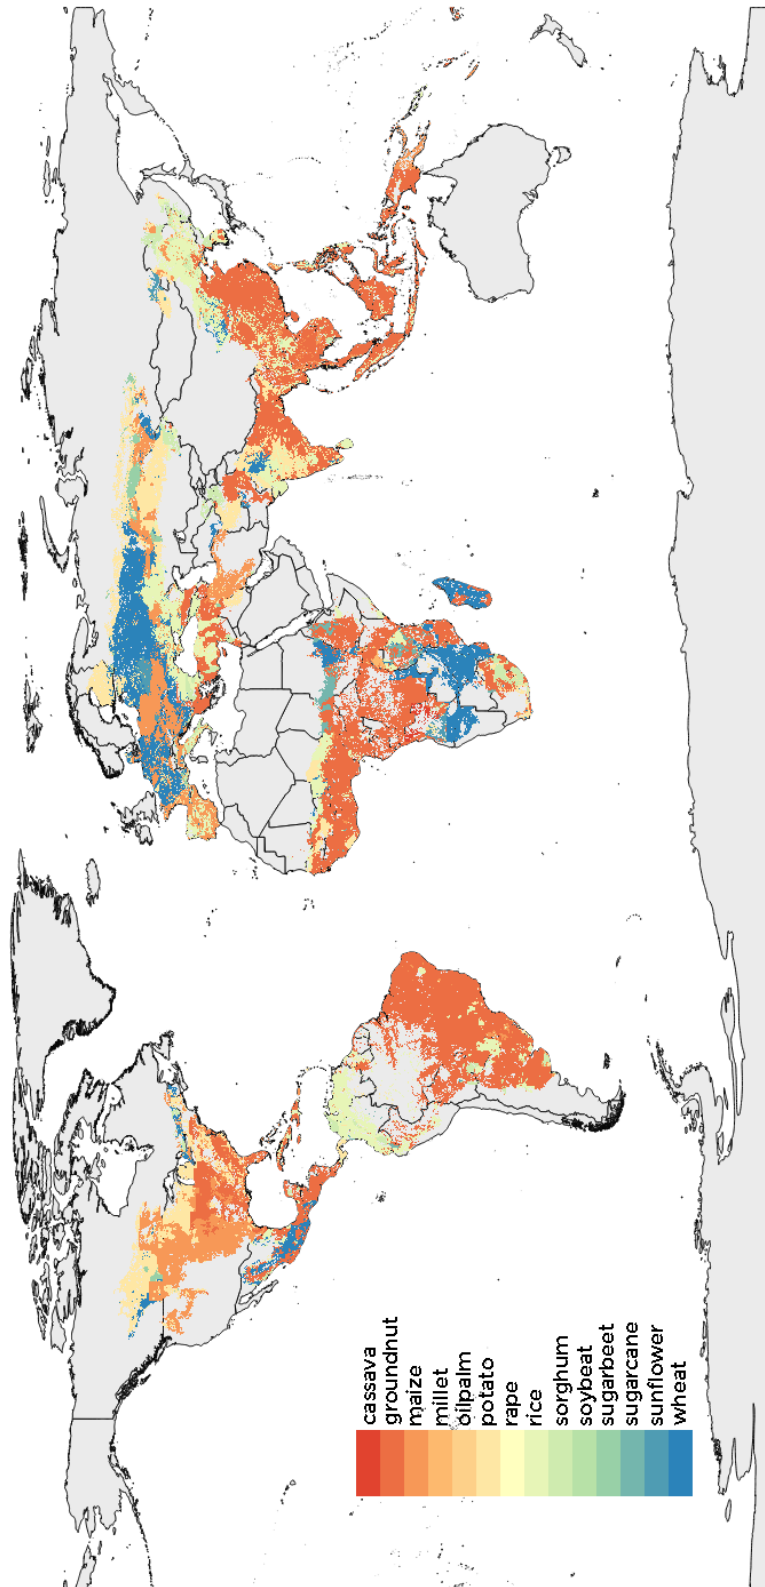 cassava
groundnut
maize
millet
oilpalm
potato
rape
rice
sorghum
soybeat
sugarbeet
sugarcane
sunflower
wheat